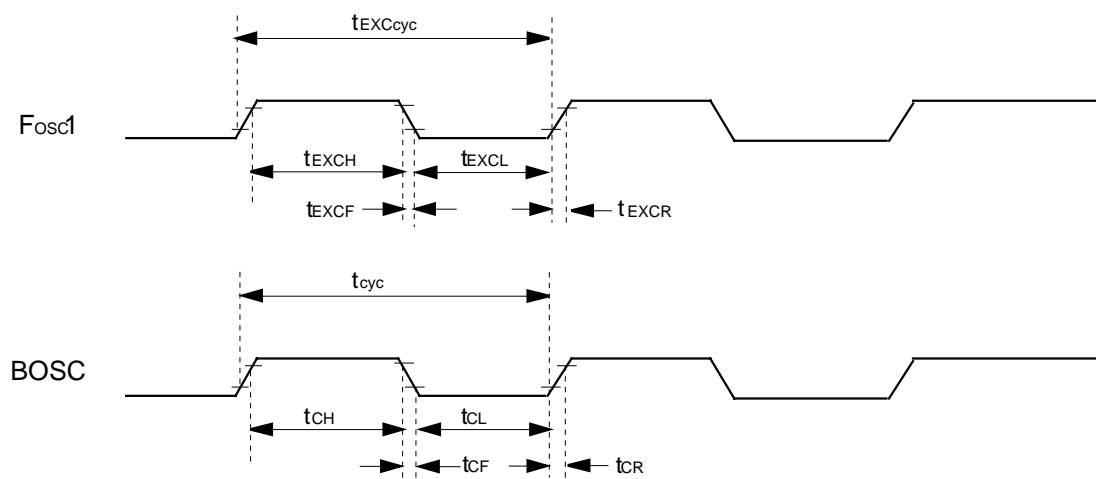 tEXCcyc
FOSC1
tEXCH tEXCL
tEXCF tEXCR
tcyc
BOSC
tCH tCL
tCF tCR